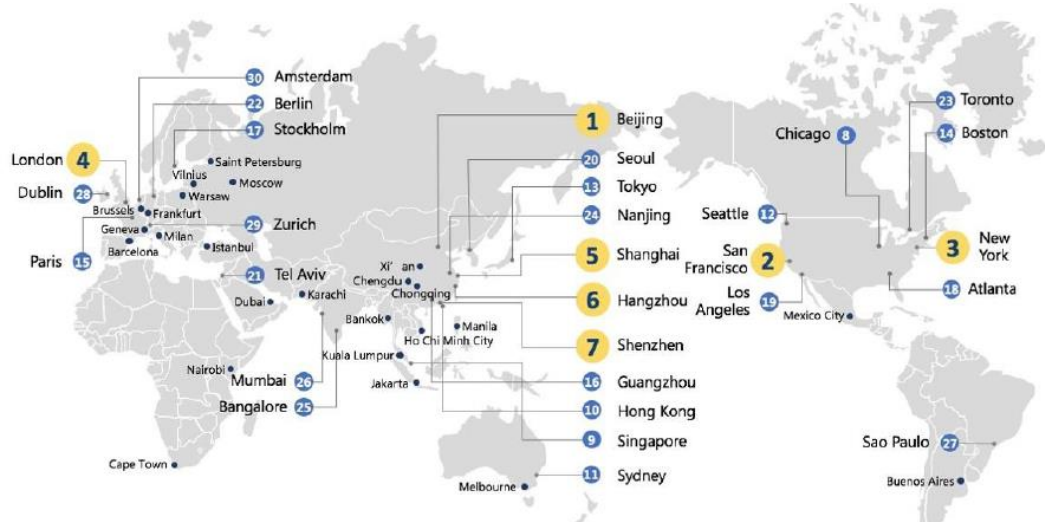 30 Amsterdam
22 Berlin
17 Stockholm
London 4
Saint Petersburg
Vilnius
Moscow
Dublin 28
Warsaw
Brussels
Frankfurt
29 Zurich
Geneva
Milan
Barcelona
Istanbul
Paris 15
21 Tel Aviv
Dubai
Karachi
Xi' an
Chengdu
Chongqing
Bankok
Manila
Ho Chi Minh City
Kuala Lumpur
Nairobi
Mumbai 26
Jakarta
Bangalore 25
Cape Town
Melbourne
1 Beijing
20 Seoul
13 Tokyo
24 Nanjing
5 Shanghai
6 Hangzhou
7 Shenzhen
16 Guangzhou
10 Hong Kong
9 Singapore
11 Sydney
23 Toronto
Chicago 8
14 Boston
Seattle 12
San
Francisco 2
3 New
York
Los
Angeles 19
18 Atlanta
Mexico City
Sao Paulo 27
Buenos Aires